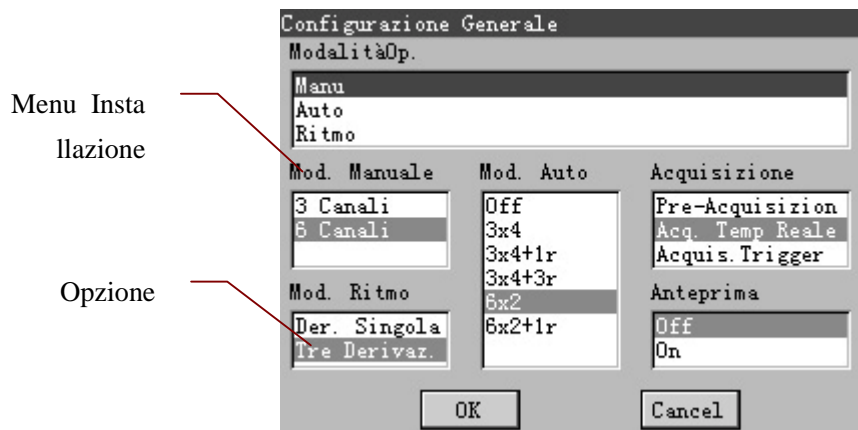 Configurazione Generale
ModalitàOp.
Manu
Auto
Ritmo
Menu Insta
llazione
Mod. Manuale
3 Canali
6 Canali
Mod. Auto
Off
3x4
3x4+1r
3x4+3r
6x2
6x2+1r
Acquisizione
Pre-Acquisizion
Acq. Temp Reale
Acquis.Trigger
Opzione
Mod. Ritmo
Der. Singola
Tre Derivaz.
Anteprima
Off
On
OK
Cancel